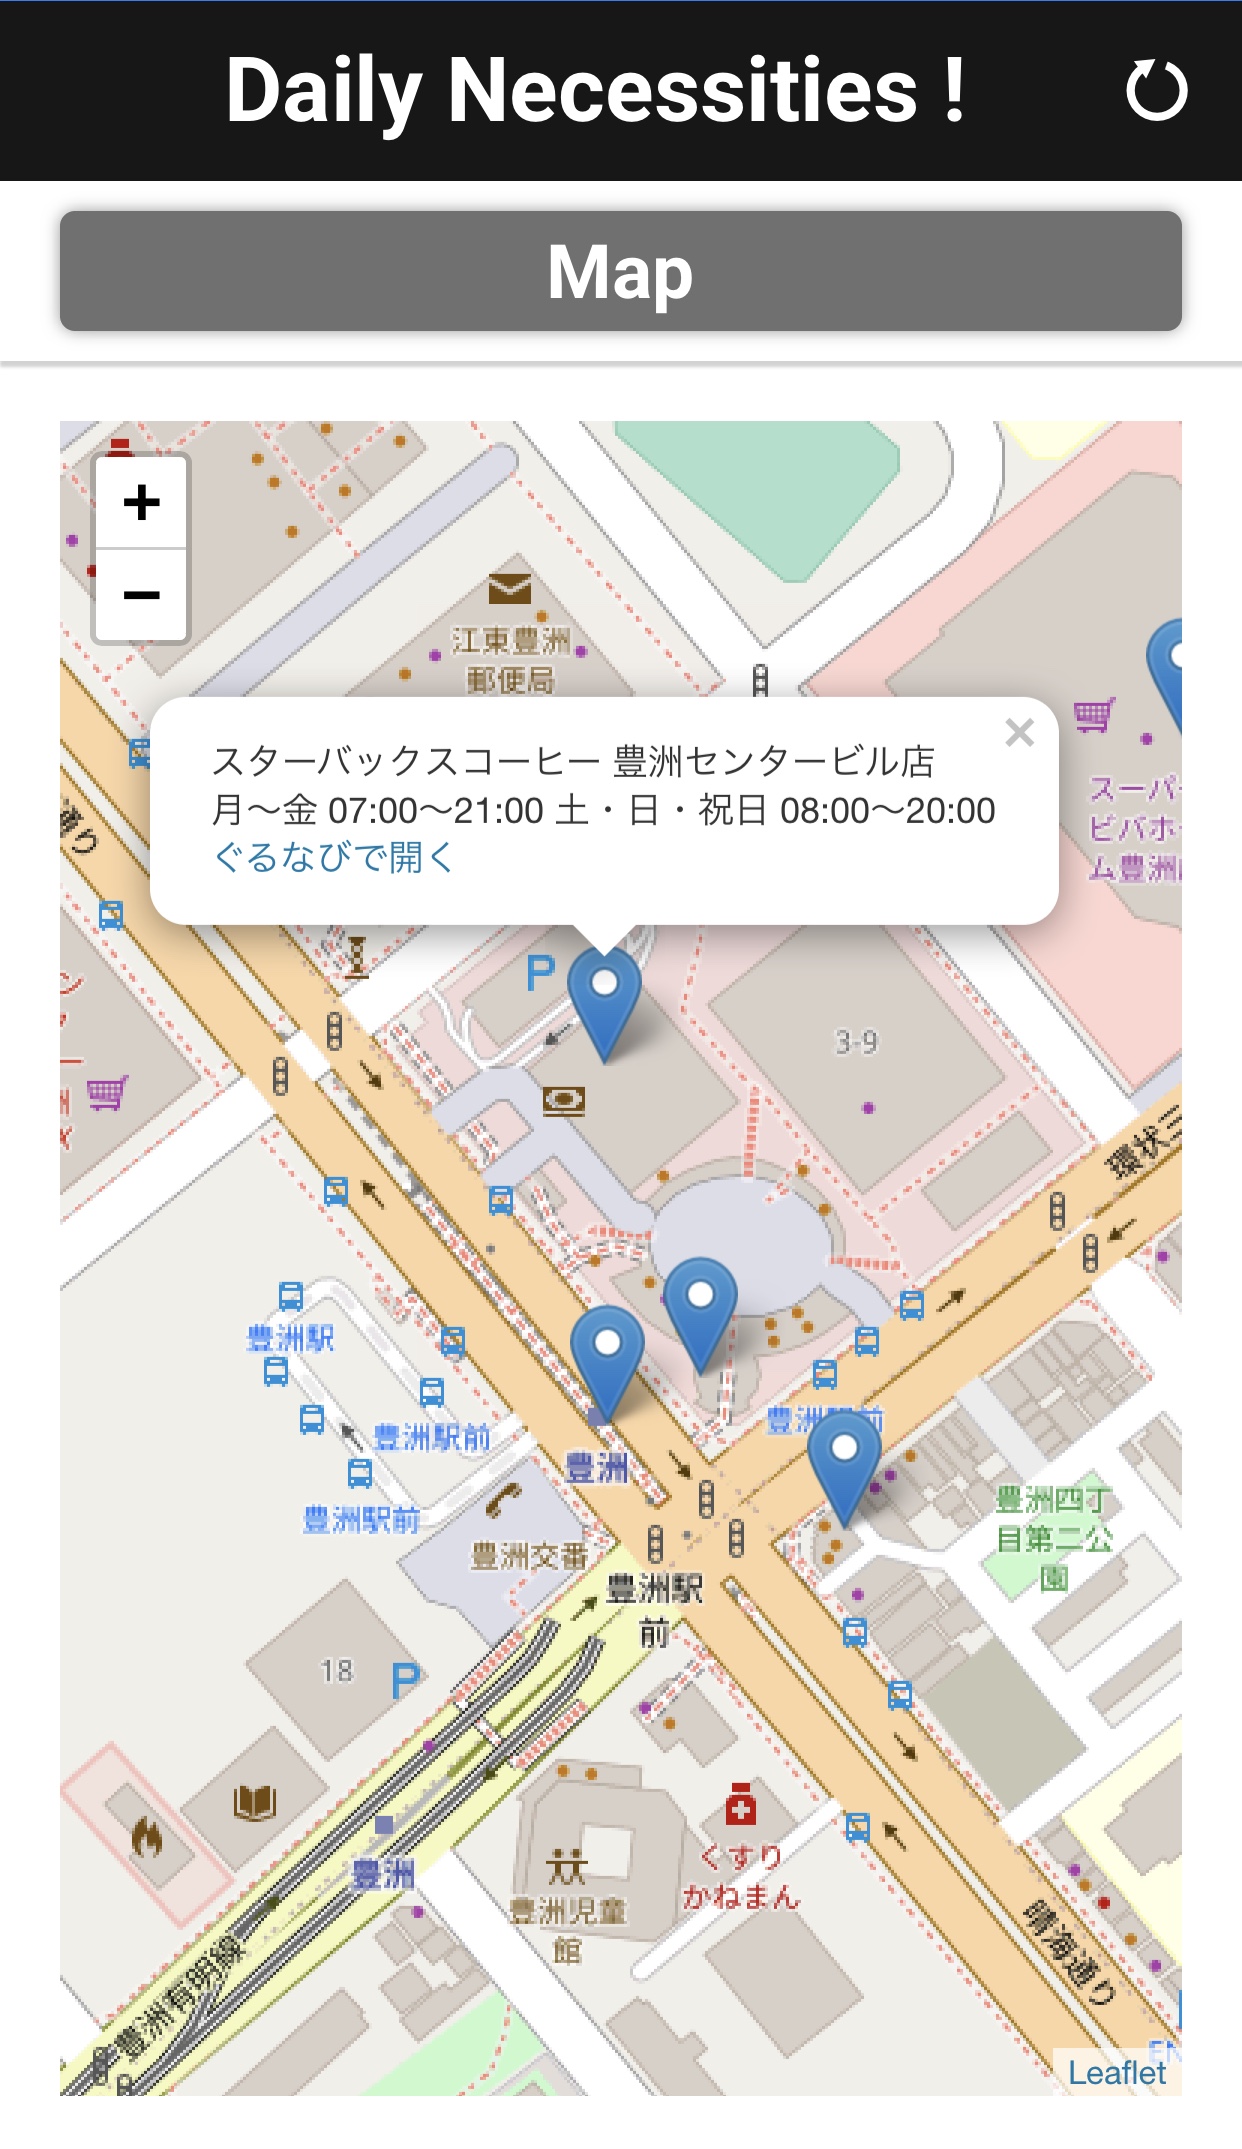 Daily Necessities !
Map
+
−
江東豊洲
郵便局
スターバックスコーヒー 豊洲センタービル店
×
月～金 07:00～21:00 土・日・祝日 08:00～20:00
ぐるなびで開く
通り
スーパー
ビバホー
ム豊洲
P
3-9
環状三
豊洲駅
豊洲駅前
豊洲駅前
豊洲駅前
豊洲
豊洲交番
豊洲駅
前
豊洲四丁
目第二公
園
18
P
豊洲
豊洲児童
館
くすり
かねまん
豊洲有明線
晴海通り
Leaflet